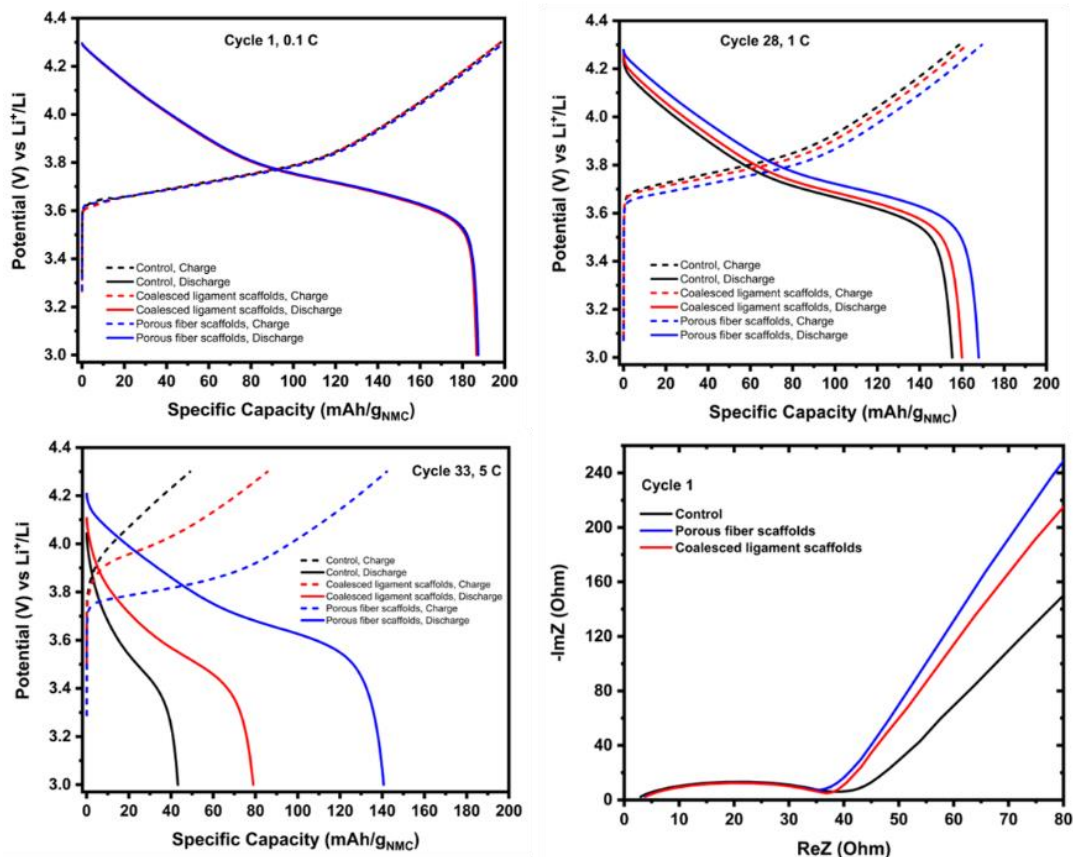 Cycle 1, 0.1 C
4.4
4.2
4.0
3.8
3.6
3.4
3.2
3.0
Potential (V) vs Li⁺/Li
Control, Charge
Control, Discharge
Coalesced ligament scaffolds, Charge
Coalesced ligament scaffolds, Discharge
Porous fiber scaffolds, Charge
Porous fiber scaffolds, Discharge
0 20 40 60 80 100 120 140 160 180 200
Specific Capacity (mAh/gNMC)
Cycle 28, 1 C
4.4
4.2
4.0
3.8
3.6
3.4
3.2
3.0
Potential (V) vs Li⁺/Li
Control, Charge
Control, Discharge
Coalesced ligament scaffolds, Charge
Coalesced ligament scaffolds, Discharge
Porous fiber scaffolds, Charge
Porous fiber scaffolds, Discharge
0 20 40 60 80 100 120 140 160 180 200
Specific Capacity (mAh/gNMC)
Cycle 33, 5 C
4.4
4.2
4.0
3.8
3.6
3.4
3.2
3.0
Potential (V) vs Li⁺/Li
Control, Charge
Control, Discharge
Coalesced ligament scaffolds, Charge
Coalesced ligament scaffolds, Discharge
Porous fiber scaffolds, Charge
Porous fiber scaffolds, Discharge
0 20 40 60 80 100 120 140 160 180 200
Specific Capacity (mAh/gNMC)
Cycle 1
Control
Porous fiber scaffolds
Coalesced ligament scaffolds
240
200
160
120
80
40
0
-ImZ (Ohm)
0 10 20 30 40 50 60 70 80
ReZ (Ohm)